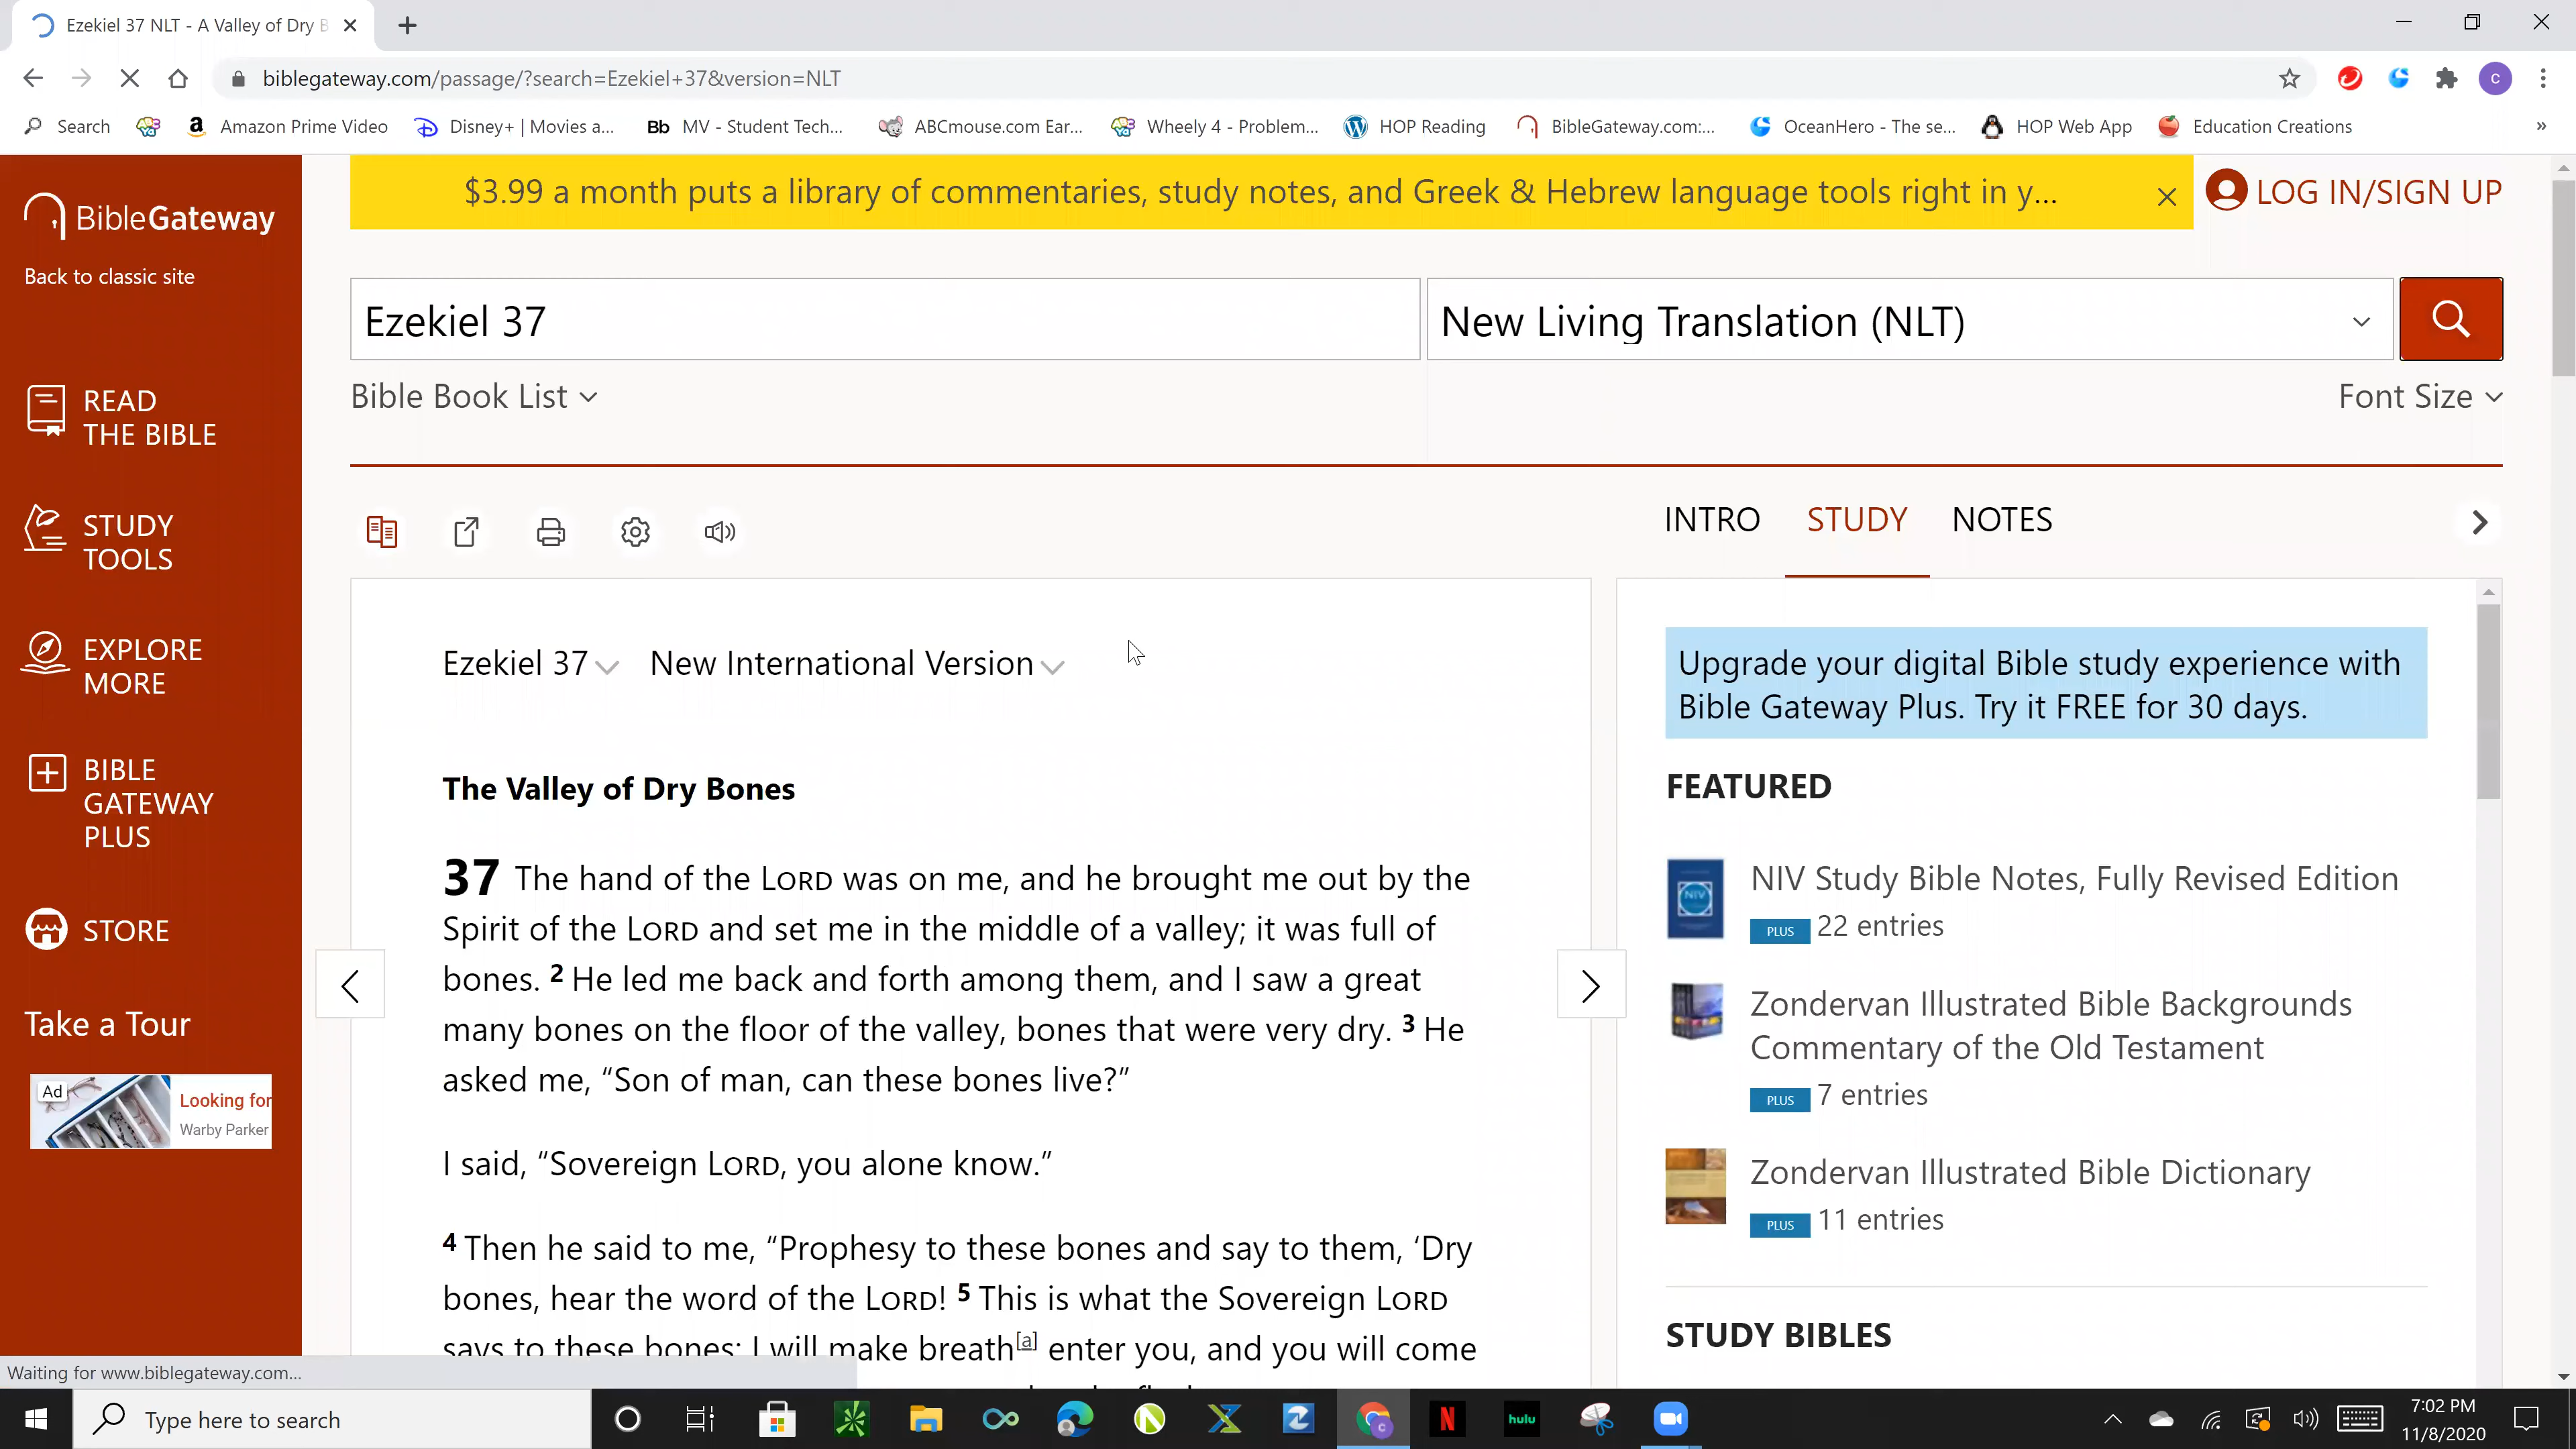 Ezekiel 37 NLT - A Valley of Dry B
biblegateway.com/passage/?search=Ezekiel+37&version=NLT
C
Search
Amazon Prime Video
Disney+ | Movies a...
Bb MV - Student Tech...
ABCmouse.com Ear...
Wheely 4 - Problem...
HOP Reading
BibleGateway.com:...
OceanHero - The se...
HOP Web App
Education Creations
»
BibleGateway
Back to classic site
READ
THE BIBLE
STUDY
TOOLS
EXPLORE
MORE
BIBLE
GATEWAY
PLUS
STORE
Take a Tour
Ad
Looking for
Warby Parker
$3.99 a month puts a library of commentaries, study notes, and Greek & Hebrew language tools right in y...
LOG IN/SIGN UP
Ezekiel 37
New Living Translation (NLT)
Bible Book List
Font Size
INTRO STUDY NOTES
Ezekiel 37 New International Version
The Valley of Dry Bones
37 The hand of the LORD was on me, and he brought me out by the
Spirit of the LORD and set me in the middle of a valley; it was full of
bones. 2 He led me back and forth among them, and I saw a great
many bones on the floor of the valley, bones that were very dry. 3 He
asked me, “Son of man, can these bones live?”
I said, “Sovereign LORD, you alone know.”
4 Then he said to me, “Prophesy to these bones and say to them, ‘Dry
bones, hear the word of the LORD! 5 This is what the Sovereign LORD
says to these bones: I will make breath[a] enter you, and you will come
Upgrade your digital Bible study experience with
Bible Gateway Plus. Try it FREE for 30 days.
FEATURED
NIV
NIV Study Bible Notes, Fully Revised Edition
PLUS 22 entries
Zondervan Illustrated Bible Backgrounds
Commentary of the Old Testament
PLUS 7 entries
Zondervan Illustrated Bible Dictionary
PLUS 11 entries
STUDY BIBLES
Waiting for www.biblegateway.com...
Type here to search
hulu
7:02 PM
11/8/2020